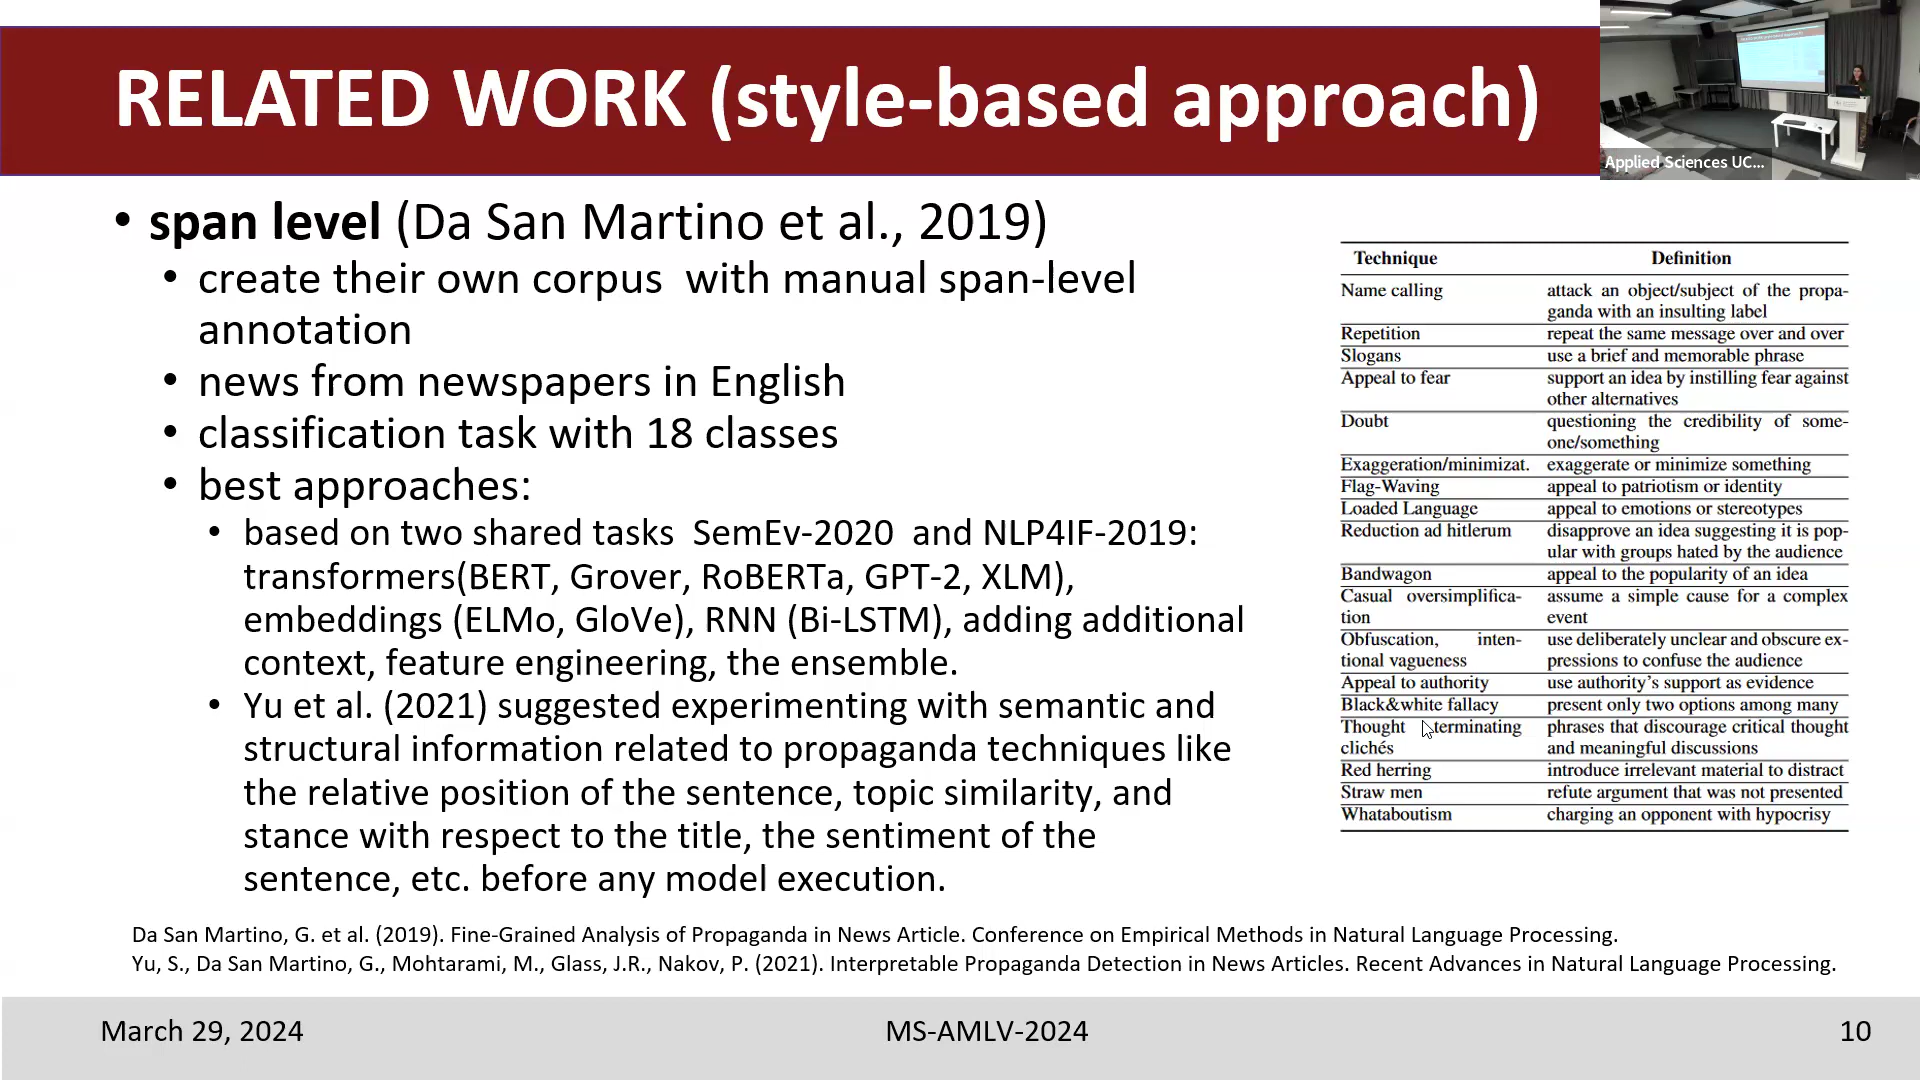 RELATED WORK (style-based approach)
Applied Sciences UC...
• span level (Da San Martino et al., 2019)
• create their own corpus with manual span-level
annotation
• news from newspapers in English
• classification task with 18 classes
• best approaches:
• based on two shared tasks SemEv-2020 and NLP4IF-2019:
transformers(BERT, Grover, RoBERTa, GPT-2, XLM),
embeddings (ELMo, GloVe), RNN (Bi-LSTM), adding additional
context, feature engineering, the ensemble.
• Yu et al. (2021) suggested experimenting with semantic and
structural information related to propaganda techniques like
the relative position of the sentence, topic similarity, and
stance with respect to the title, the sentiment of the
sentence, etc. before any model execution.
Technique Definition
Name calling attack an object/subject of the propa-
ganda with an insulting label
Repetition repeat the same message over and over
Slogans use a brief and memorable phrase
Appeal to fear support an idea by instilling fear against
other alternatives
Doubt questioning the credibility of some-
one/something
Exaggeration/minimizat. exaggerate or minimize something
Flag-Waving appeal to patriotism or identity
Loaded Language appeal to emotions or stereotypes
Reduction ad hitlerum disapprove an idea suggesting it is pop-
ular with groups hated by the audience
Bandwagon appeal to the popularity of an idea
Casual oversimplifica- assume a simple cause for a complex
tion event
Obfuscation, inten- use deliberately unclear and obscure ex-
tional vagueness pressions to confuse the audience
Appeal to authority use authority's support as evidence
Black&white fallacy present only two options among many
Thought terminating phrases that discourage critical thought
clichés and meaningful discussions
Red herring introduce irrelevant material to distract
Straw men refute argument that was not presented
Whataboutism charging an opponent with hypocrisy
Da San Martino, G. et al. (2019). Fine-Grained Analysis of Propaganda in News Article. Conference on Empirical Methods in Natural Language Processing.
Yu, S., Da San Martino, G., Mohtarami, M., Glass, J.R., Nakov, P. (2021). Interpretable Propaganda Detection in News Articles. Recent Advances in Natural Language Processing.
March 29, 2024 MS-AMLV-2024 10